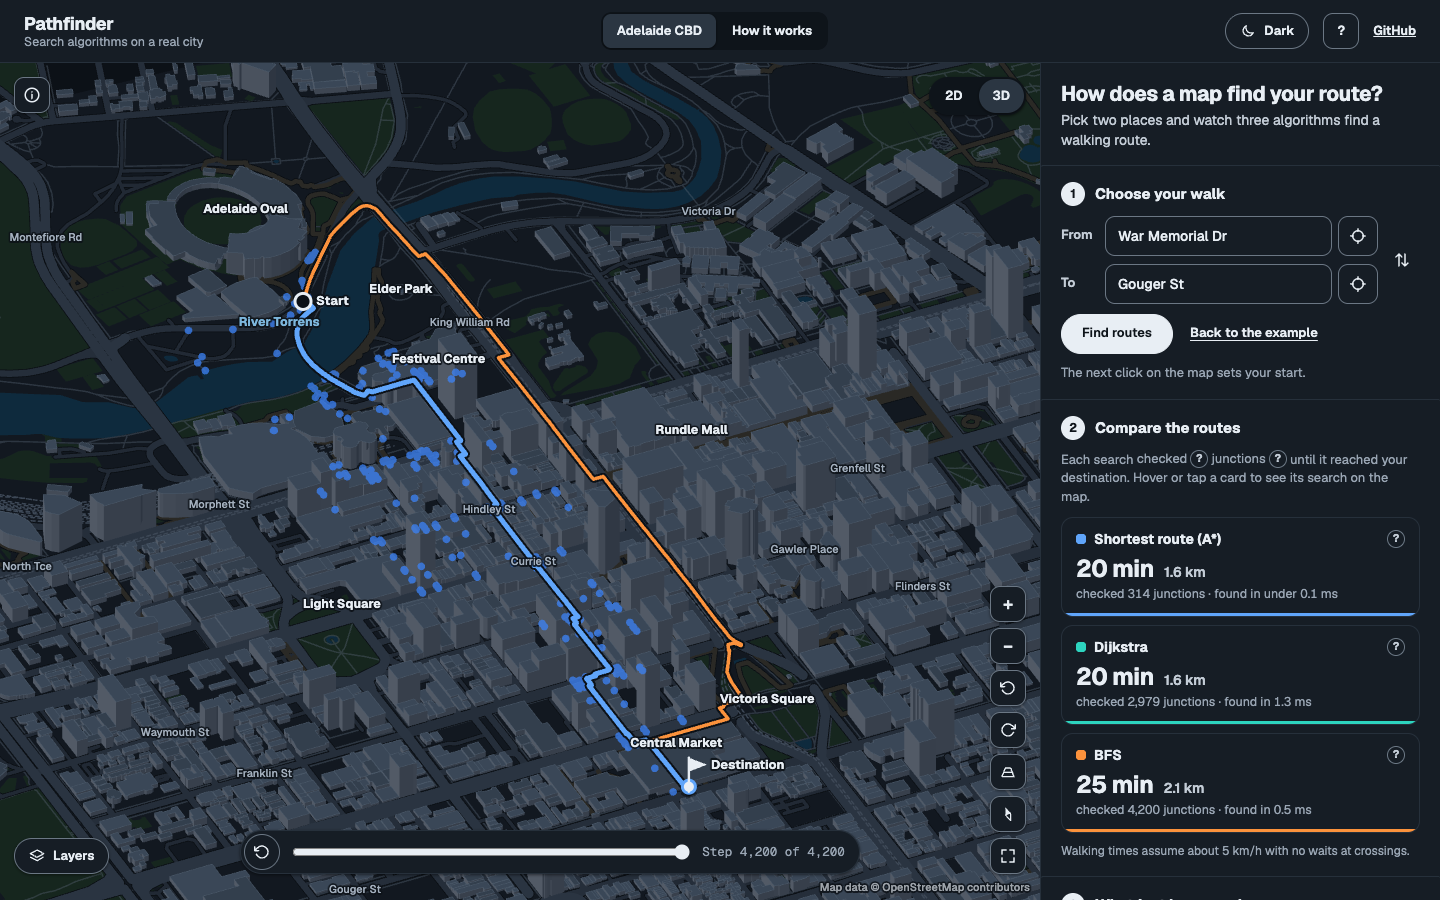 Pathfinder
Search algorithms on a real city
Adelaide CBD
How it works
Dark
?
GitHub
2D
3D
Adelaide Oval
Montefiore Rd
Victoria Dr
Elder Park
Start
River Torrens
King William Rd
Festival Centre
Rundle Mall
Grenfell St
Morphett St
Hindley St
Gawler Place
Currie St
North Tce
Flinders St
Light Square
Victoria Square
Waymouth St
Central Market
Destination
Franklin St
Layers
Step 4,200 of 4,200
Gouger St
Map data © OpenStreetMap contributors
How does a map find your route?
Pick two places and watch three algorithms find a
walking route.
1 Choose your walk
From War Memorial Dr
To Gouger St
Find routes
Back to the example
The next click on the map sets your start.
2 Compare the routes
Each search checked ? junctions ? until it reached your
destination. Hover or tap a card to see its search on the
map.
Shortest route (A*) ?
20 min 1.6 km
checked 314 junctions · found in under 0.1 ms
Dijkstra ?
20 min 1.6 km
checked 2,979 junctions · found in 1.3 ms
BFS ?
25 min 2.1 km
checked 4,200 junctions · found in 0.5 ms
Walking times assume about 5 km/h with no waits at crossings.